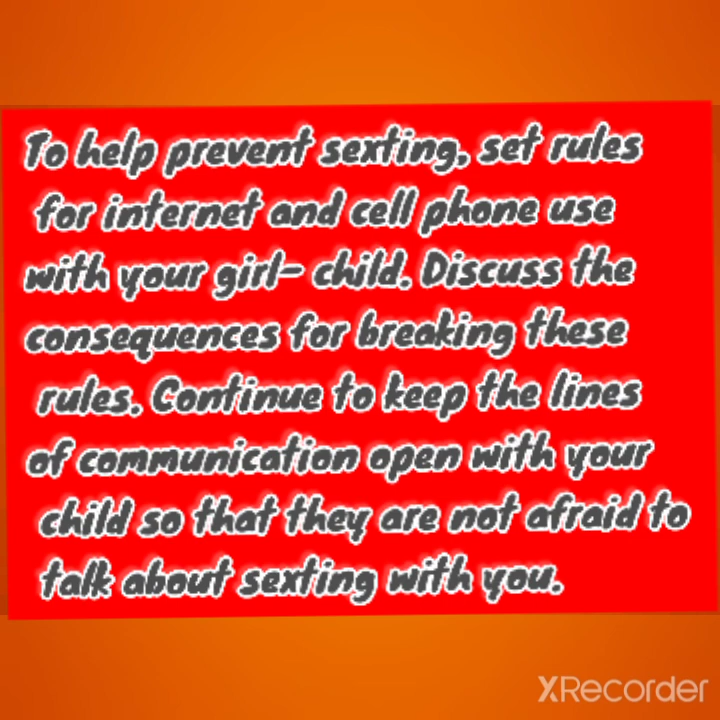 To help prevent sexting, set rules
for internet and cell phone use
with your girl- child. Discuss the
consequences for breaking these
rules. Continue to keep the lines
of communication open with your
child so that they are not afraid to
talk about sexting with you.
XRecorder